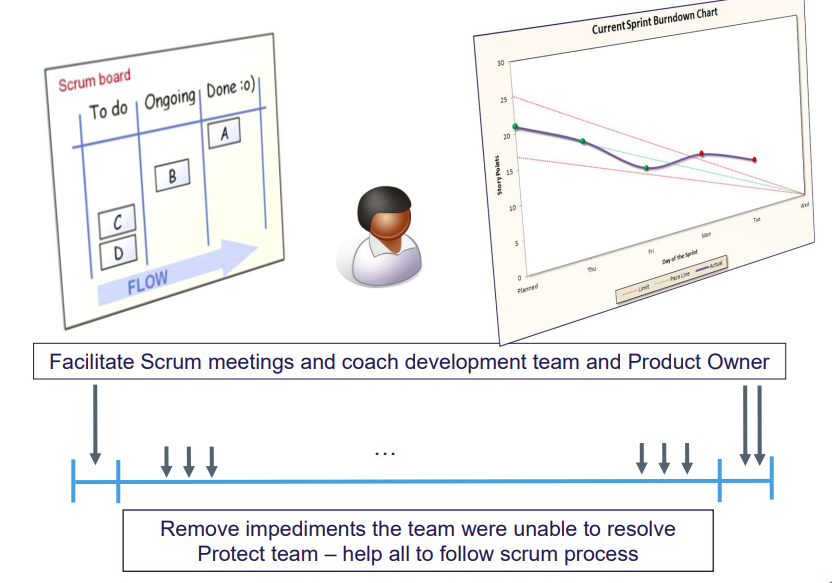 Scrum board
To do Ongoing Done :o)
A
B
C
D
FLOW
Current Sprint Burndown Chart
Story Points
30
25
20
15
10
5
0
Planned Thu Fri Mon Tue Wed
Day of the Sprint
Limit Pace Line Actual
Facilitate Scrum meetings and coach development team and Product Owner
...
Remove impediments the team were unable to resolve
Protect team – help all to follow scrum process